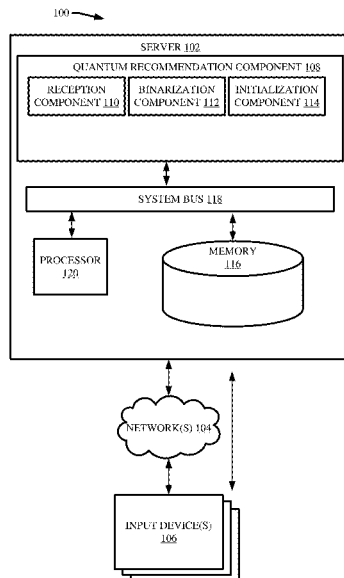 100
SERVER 102
QUANTUM RECOMMENDATION COMPONENT 108
RECEPTION
COMPONENT 110
BINARIZATION
COMPONENT 112
INITIALIZATION
COMPONENT 114
SYSTEM BUS 118
PROCESSOR
120
MEMORY
116
NETWORK(S) 104
INPUT DEVICE(S)
106